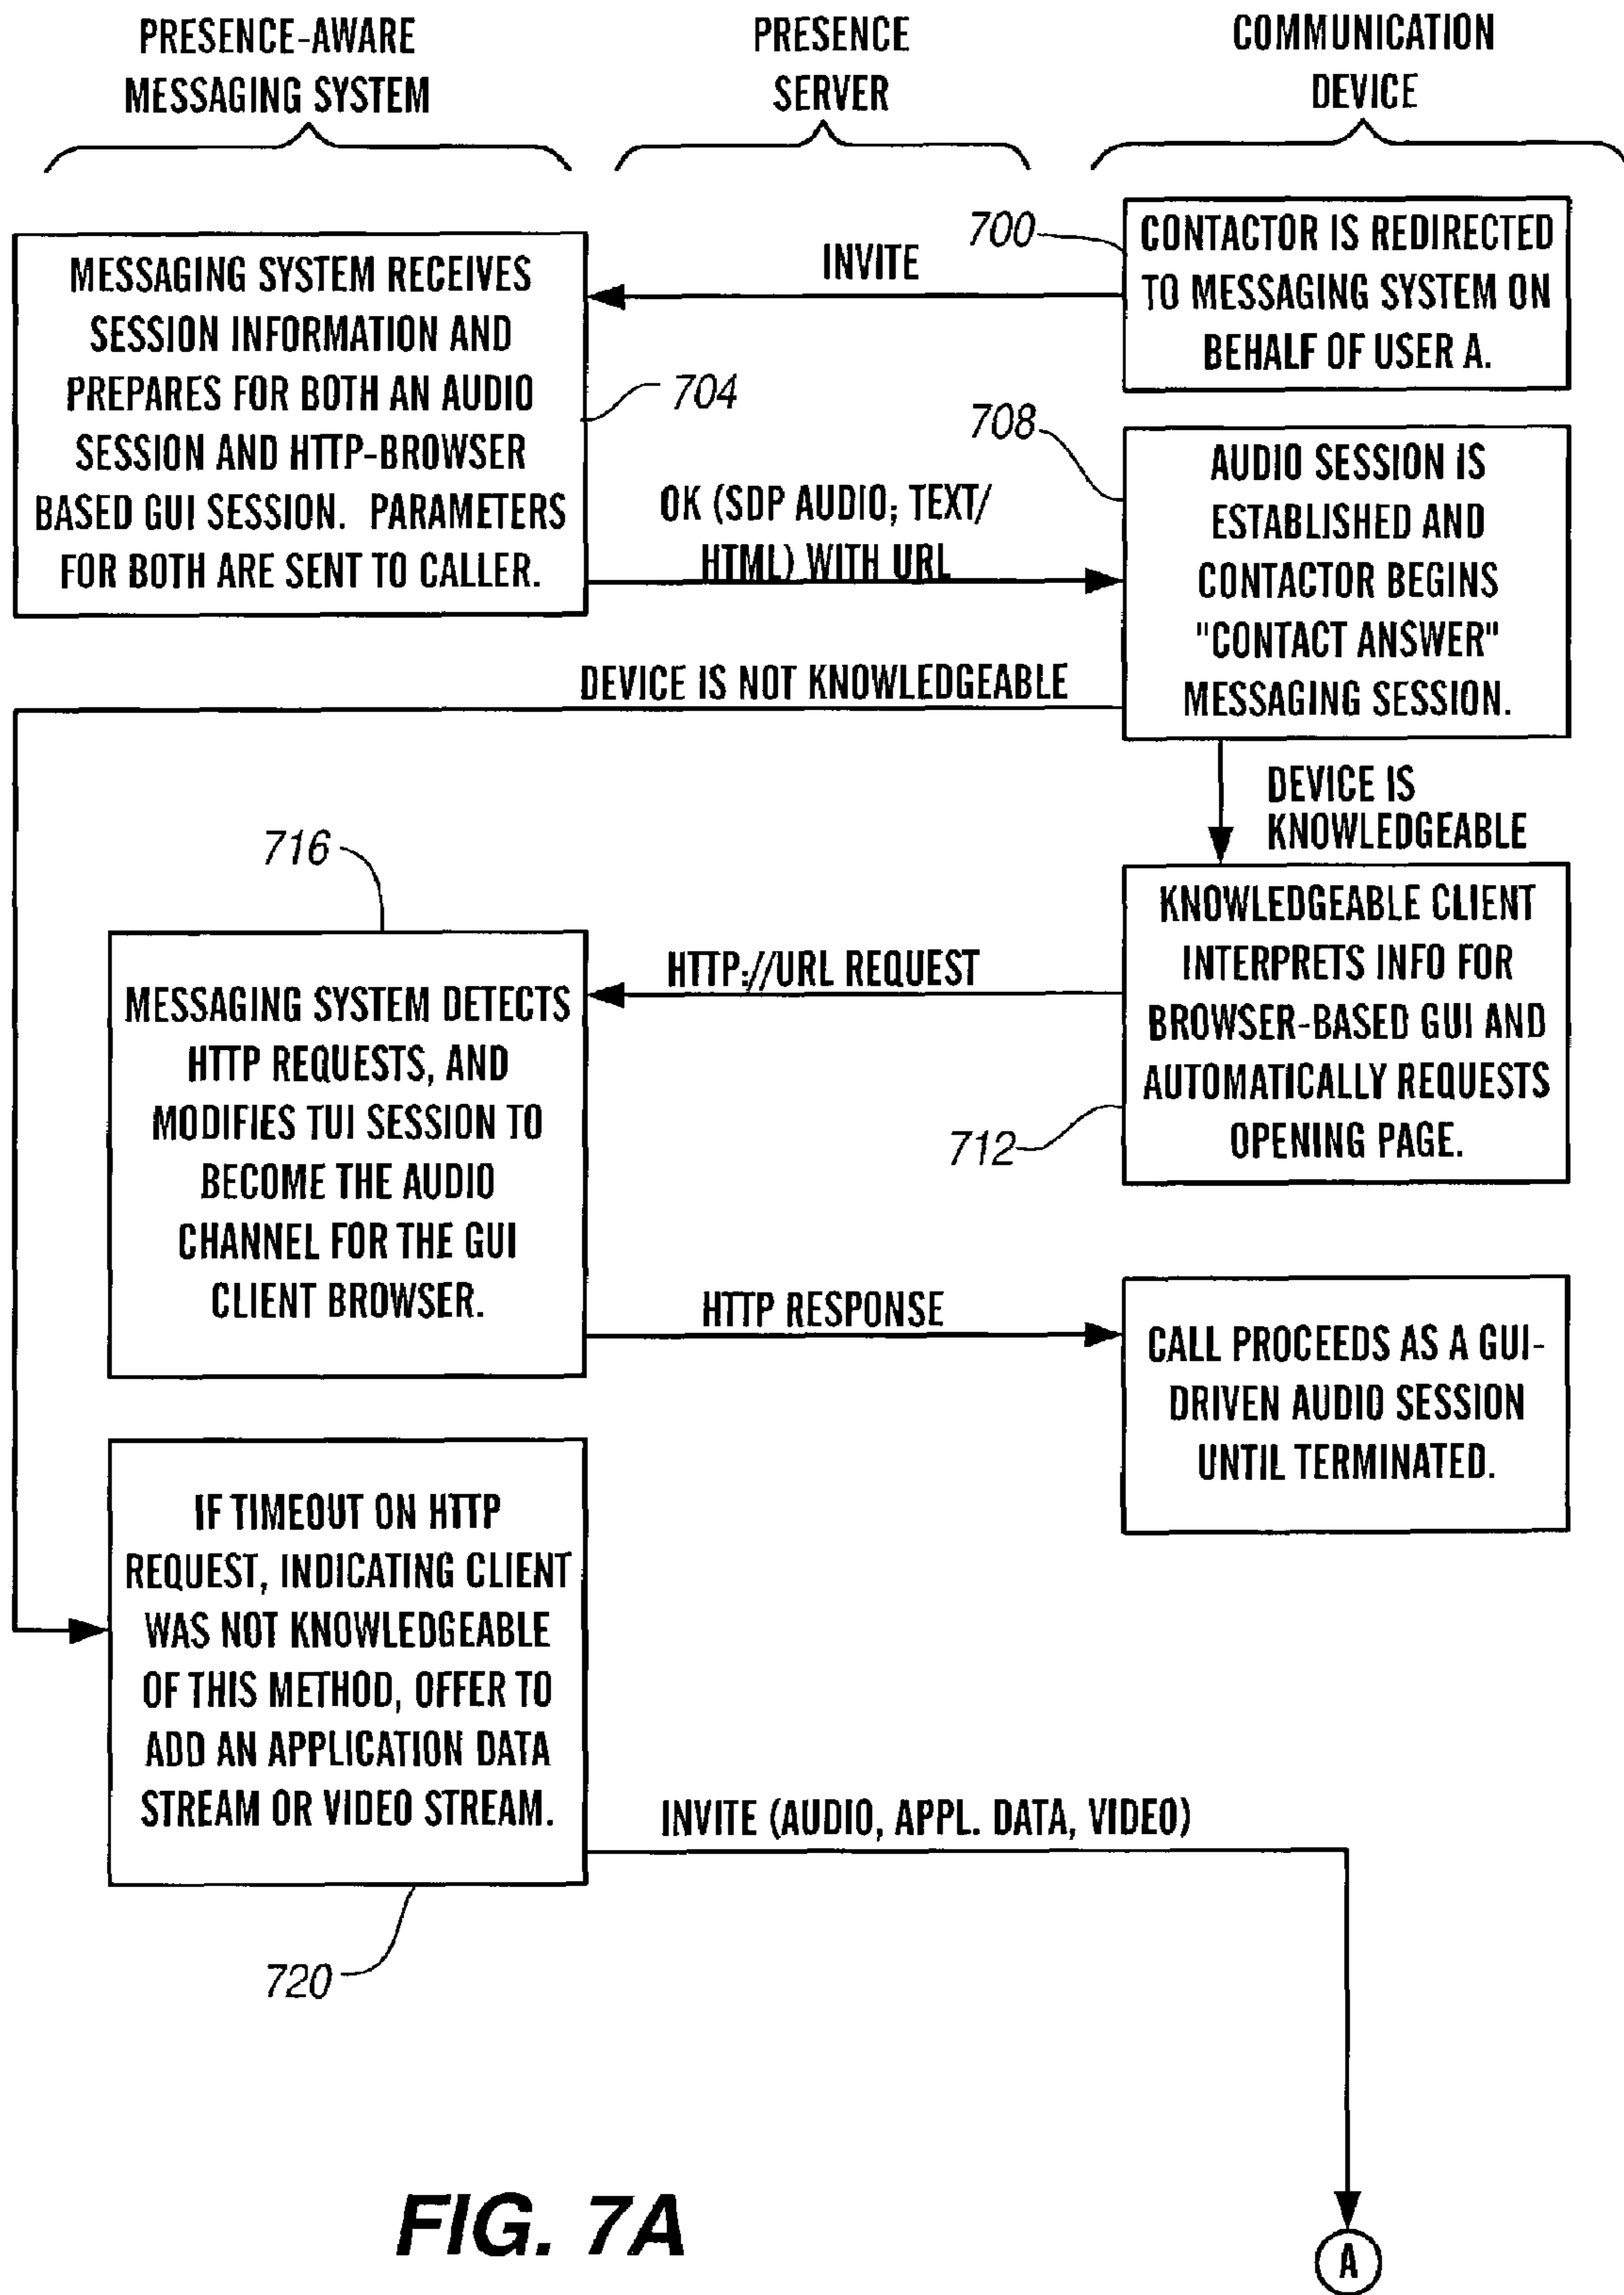 PRESENCE-AWARE
MESSAGING SYSTEM
PRESENCE
SERVER
COMMUNICATION
DEVICE
700
CONTACTOR IS REDIRECTED
TO MESSAGING SYSTEM ON
BEHALF OF USER A.
INVITE
MESSAGING SYSTEM RECEIVES
SESSION INFORMATION AND
PREPARES FOR BOTH AN AUDIO
SESSION AND HTTP-BROWSER
BASED GUI SESSION. PARAMETERS
FOR BOTH ARE SENT TO CALLER.
704
OK (SDP AUDIO; TEXT/
HTML) WITH URL
708
AUDIO SESSION IS
ESTABLISHED AND
CONTACTOR BEGINS
"CONTACT ANSWER"
MESSAGING SESSION.
DEVICE IS NOT KNOWLEDGEABLE
DEVICE IS
KNOWLEDGEABLE
KNOWLEDGEABLE CLIENT
INTERPRETS INFO FOR
BROWSER-BASED GUI AND
AUTOMATICALLY REQUESTS
OPENING PAGE.
712
HTTP://URL REQUEST
716
MESSAGING SYSTEM DETECTS
HTTP REQUESTS, AND
MODIFIES TUI SESSION TO
BECOME THE AUDIO
CHANNEL FOR THE GUI
CLIENT BROWSER.
HTTP RESPONSE
CALL PROCEEDS AS A GUI-
DRIVEN AUDIO SESSION
UNTIL TERMINATED.
IF TIMEOUT ON HTTP
REQUEST, INDICATING CLIENT
WAS NOT KNOWLEDGEABLE
OF THIS METHOD, OFFER TO
ADD AN APPLICATION DATA
STREAM OR VIDEO STREAM.
720
INVITE (AUDIO, APPL. DATA, VIDEO)
A
FIG. 7A